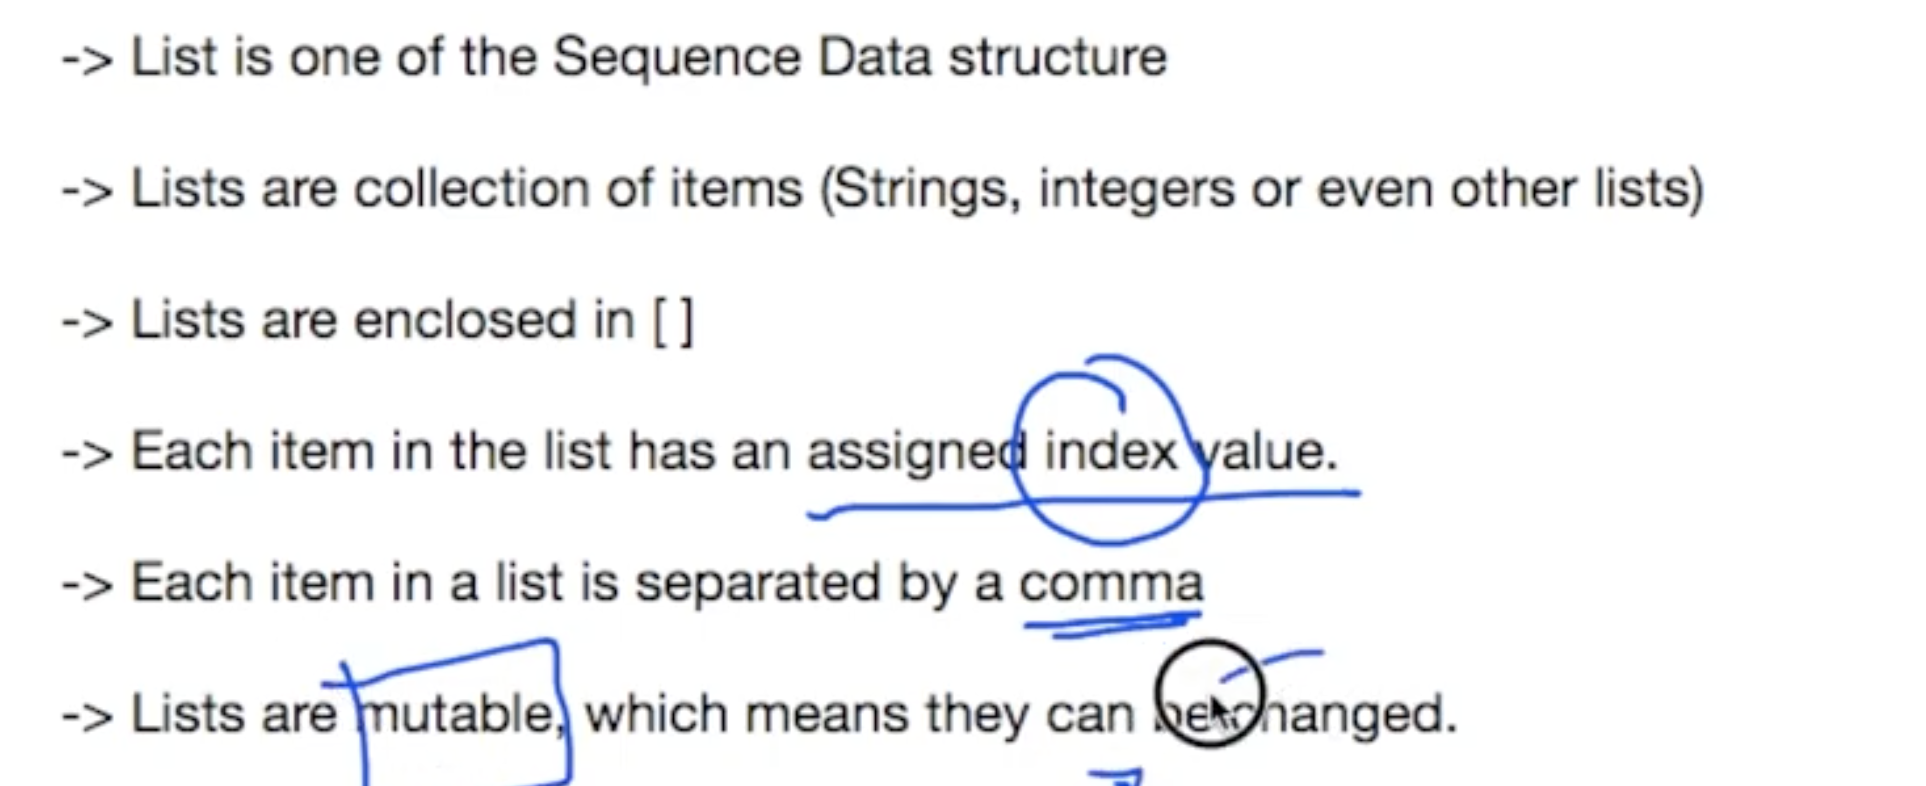 -> List is one of the Sequence Data structure
-> Lists are collection of items (Strings, integers or even other lists)
-> Lists are enclosed in [ ]
-> Each item in the list has an assigned index value.
-> Each item in a list is separated by a comma
-> Lists are mutable, which means they can be changed.